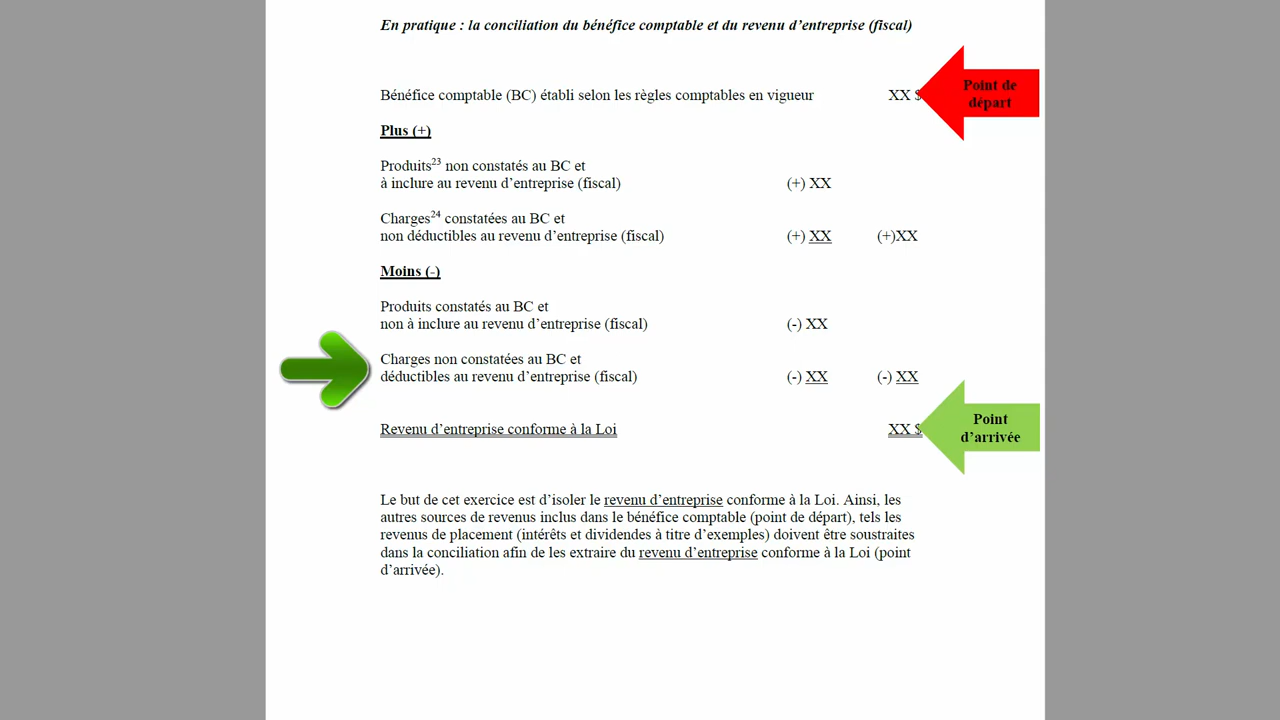 En pratique : la conciliation du bénéfice comptable et du revenu d'entreprise (fiscal)
Bénéfice comptable (BC) établi selon les règles comptables en vigueur XX $
Point de
départ
Plus (+)
Produits23 non constatés au BC et
à inclure au revenu d'entreprise (fiscal) (+) XX
Charges24 constatées au BC et
non déductibles au revenu d'entreprise (fiscal) (+) XX (+)XX
Moins (-)
Produits constatés au BC et
non à inclure au revenu d'entreprise (fiscal) (-) XX
Charges non constatées au BC et
déductibles au revenu d'entreprise (fiscal) (-) XX (-) XX
Revenu d'entreprise conforme à la Loi XX $
Point
d'arrivée
Le but de cet exercice est d'isoler le revenu d'entreprise conforme à la Loi. Ainsi, les
autres sources de revenus inclus dans le bénéfice comptable (point de départ), tels les
revenus de placement (intérêts et dividendes à titre d'exemples) doivent être soustraites
dans la conciliation afin de les extraire du revenu d'entreprise conforme à la Loi (point
d'arrivée).